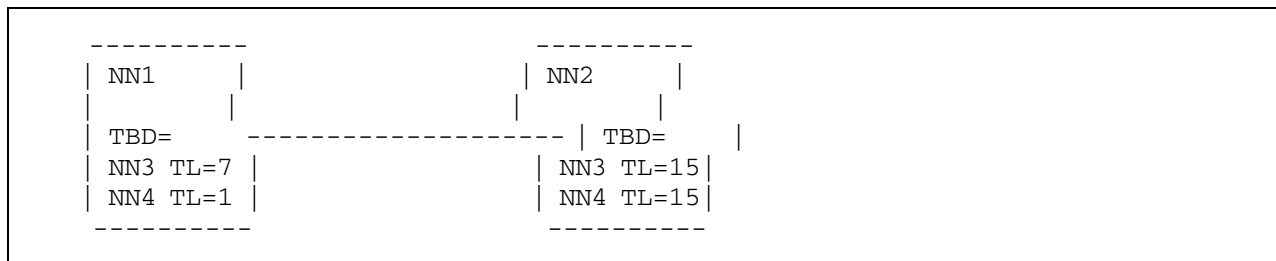 ---------- ----------
| NN1 | | NN2 |
| | | |
| TBD= -------------------- | TBD= |
| NN3 TL=7 | | NN3 TL=15|
| NN4 TL=1 | | NN4 TL=15|
---------- ----------